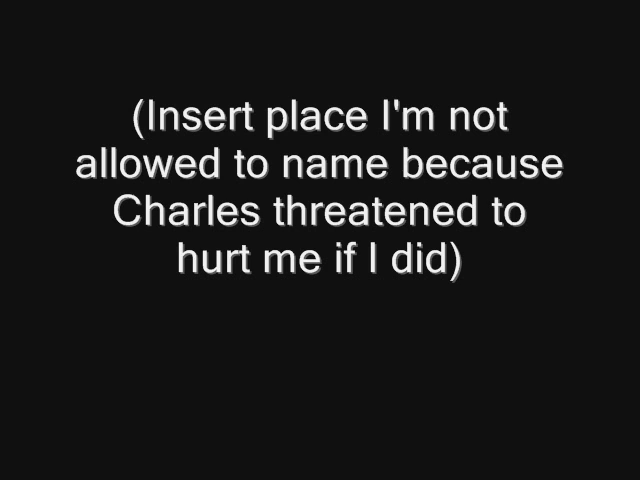 (Insert place I'm not
allowed to name because
Charles threatened to
hurt me if I did)